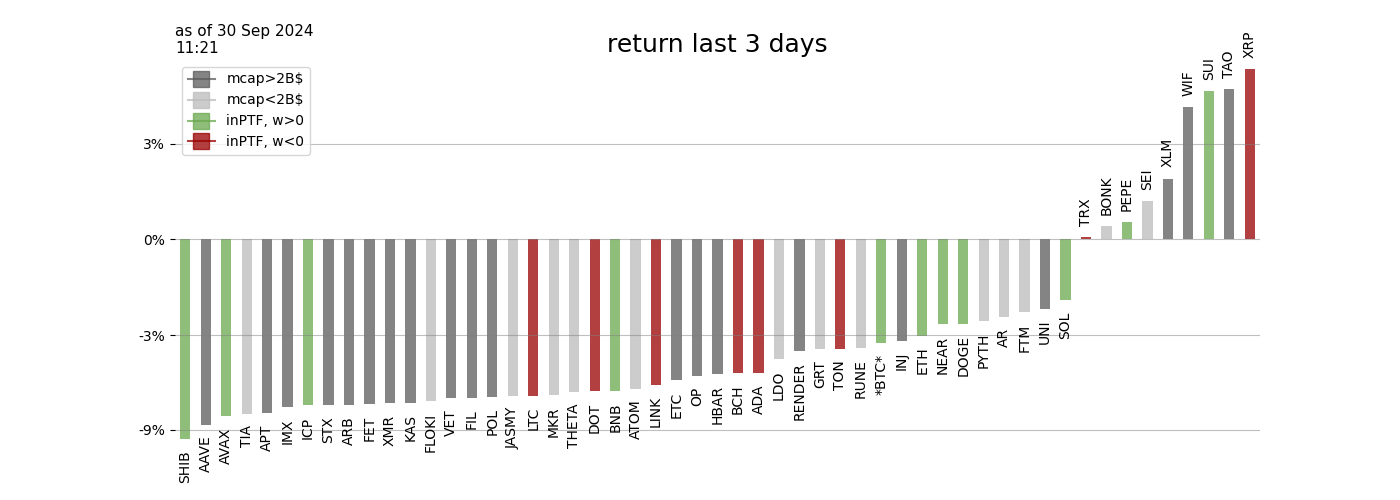 as of 30 Sep 2024
11:21
return last 3 days
mcap>2B$
mcap<2B$
inPTF, w>0
inPTF, w<0
3%
0%
-3%
-9%
SHIB
AAVE
AVAX
TIA
APT
IMX
ICP
STX
ARB
FET
XMR
KAS
FLOKI
VET
FIL
POL
JASMY
LTC
MKR
THETA
DOT
BNB
ATOM
LINK
ETC
OP
HBAR
BCH
ADA
LDO
RENDER
GRT
TON
RUNE
*BTC*
INJ
ETH
NEAR
DOGE
PYTH
AR
FTM
UNI
SOL
TRX
BONK
PEPE
SEI
XLM
WIF
SUI
TAO
XRP